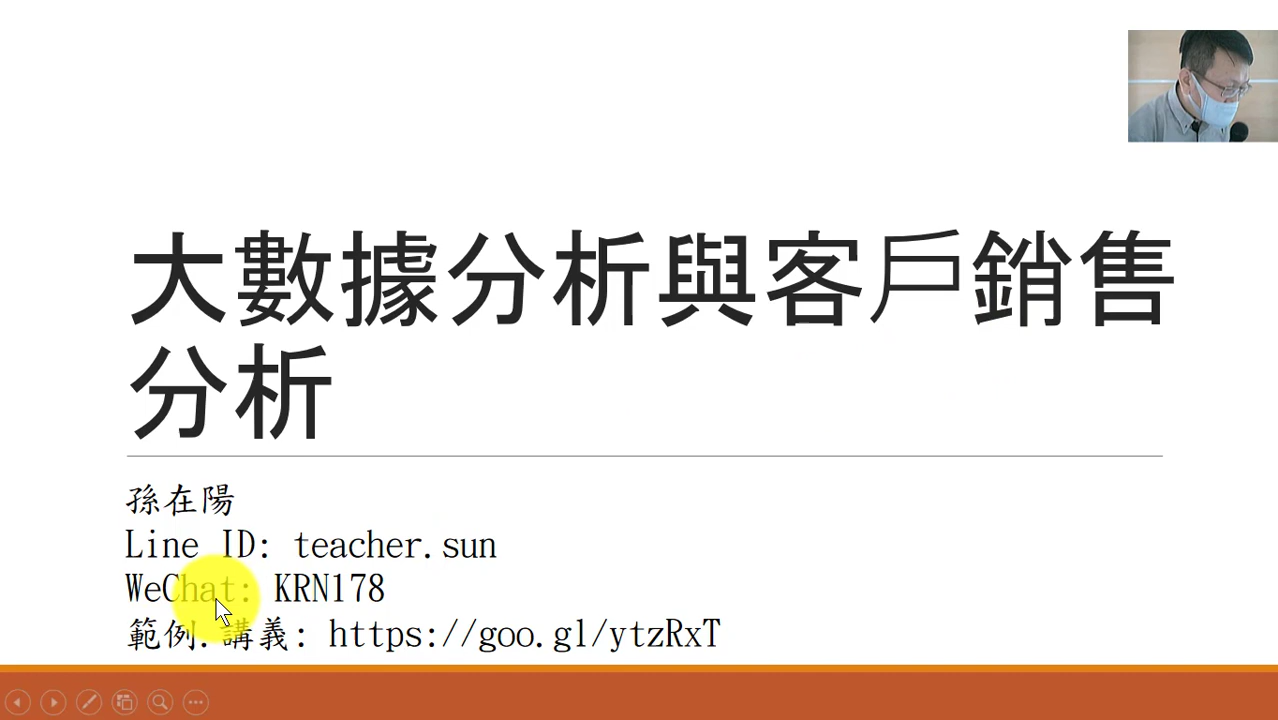 大數據分析與客戶銷售
分析
孫在陽
Line ID: teacher.sun
WeChat: KRN178
範例.講義: https://goo.gl/ytzRxT